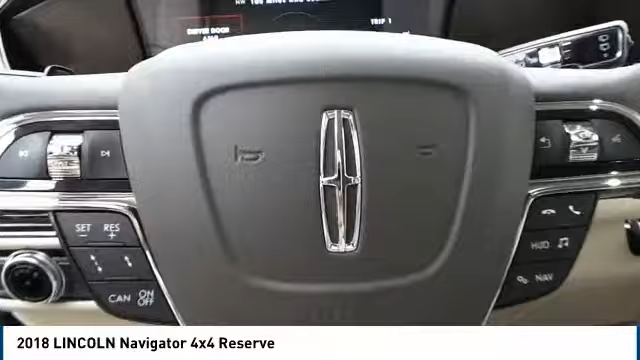 TRIP 1
DRIVER DOOR
SET RES
CAN ON OFF
HUD
NAV
2018 LINCOLN Navigator 4x4 Reserve